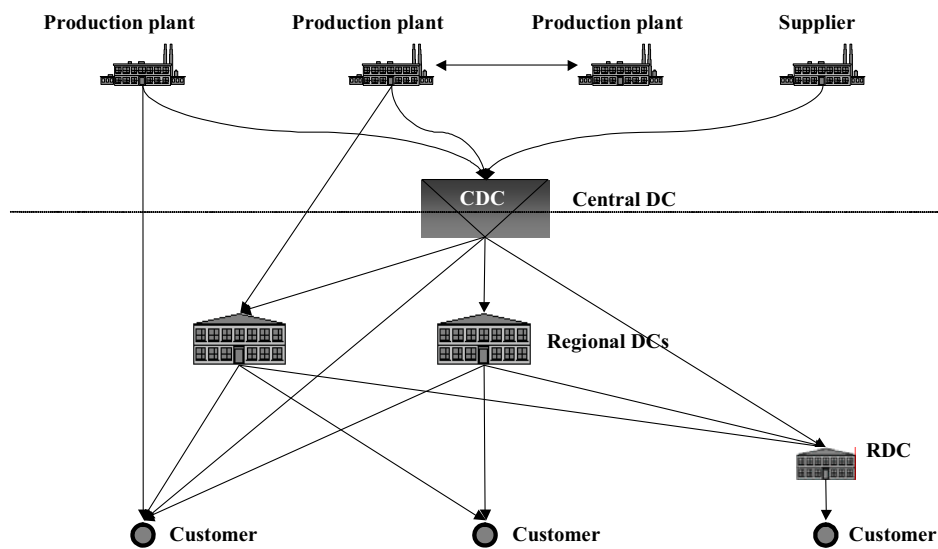 Production plant
Production plant
Production plant
Supplier
CDC
Central DC
Regional DCs
RDC
Customer
Customer
Customer